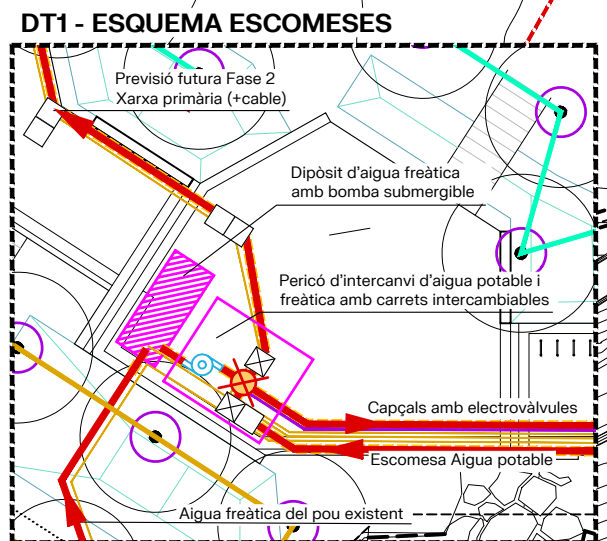 DT1 - ESQUEMA ESCOMESES
Previsió futura Fase 2
Xarxa primària (+cable)
Dipòsit d'aigua freàtica
amb bomba submergible
Pericó d'intercanvi d'aigua potable i
freàtica amb carrets intercambiables
Capçals amb electrovàlvules
Escomesa Aigua potable
Aigua freàtica del pou existent